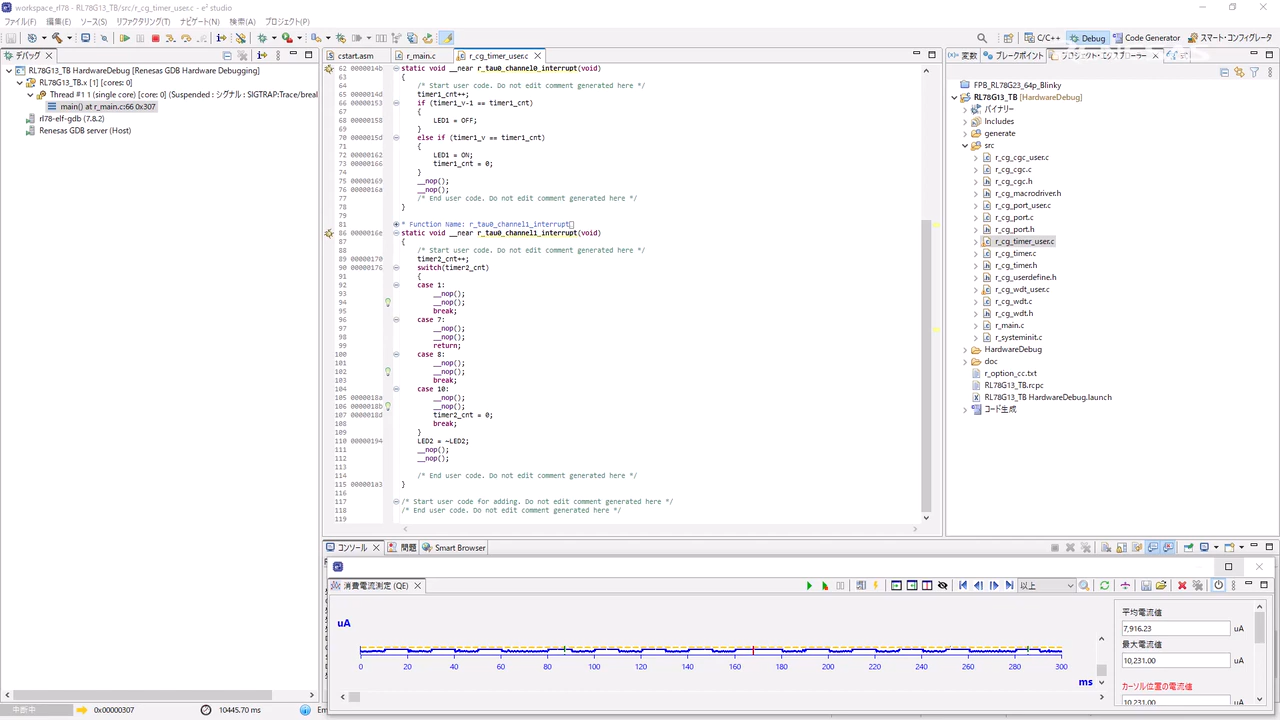 workspace_rl78 - RL78G13_TB/src/r_cg_timer_user.c - e² studio
ファイル(F) 編集(E) ソース(S) リファクタリング(T) ナビゲート(N) 検索(A) プロジェクト(P)
C/C++ Debug Code Generator スマート・コンフィグレータ
デバッグ
RL78G13_TB HardwareDebug [Renesas GDB Hardware Debugging]
RL78G13_TB.x [1] [cores: 0]
Thread #1 1 (single core) [core: 0] (Suspended : シグナル : SIGTRAP:Trace/break
main() at r_main.c:66 0x307
rl78-elf-gdb (7.8.2)
Renesas GDB server (Host)
cstart.asm r_main.c r_cg_timer_user.c
62 0000014b static void __near r_tau0_channel0_interrupt(void)
63 {
64 /* Start user code. Do not edit comment generated here */
65 0000014d timer1_cnt++;
66 00000153 if (timer1_v-1 == timer1_cnt)
67 {
68 00000158 LED1 = OFF;
69 }
70 0000015d else if (timer1_v == timer1_cnt)
71 {
72 00000162 LED1 = ON;
73 00000166 timer1_cnt = 0;
74 }
75 00000169 __nop();
76 0000016a __nop();
77 /* End user code. Do not edit comment generated here */
78 }
79
81 * Function Name: r_tau0_channel1_interrupt
86 0000016e static void __near r_tau0_channel1_interrupt(void)
87 {
88 /* Start user code. Do not edit comment generated here */
89 00000170 timer2_cnt++;
90 00000176 switch(timer2_cnt)
91 {
92 case 1:
93 __nop();
94 __nop();
95 break;
96 case 7:
97 __nop();
98 __nop();
99 return;
100 case 8:
101 __nop();
102 __nop();
103 break;
104 case 10:
105 0000018a __nop();
106 0000018b __nop();
107 0000018d timer2_cnt = 0;
108 break;
109 }
110 00000194 LED2 = ~LED2;
111 __nop();
112 __nop();
113
114 /* End user code. Do not edit comment generated here */
115 000001a3 }
116
117 /* Start user code for adding. Do not edit comment generated here */
118 /* End user code. Do not edit comment generated here */
119
変数 ブレークポイント
FPB_RL78G23_64p_Blinky
RL78G13_TB [HardwareDebug]
バイナリー
Includes
generate
src
r_cg_cgc_user.c
r_cg_cgc.c
r_cg_cgc.h
r_cg_macrodriver.h
r_cg_port_user.c
r_cg_port.c
r_cg_port.h
r_cg_timer_user.c
r_cg_timer.c
r_cg_timer.h
r_cg_userdefine.h
r_cg_wdt_user.c
r_cg_wdt.c
r_cg_wdt.h
r_main.c
r_systeminit.c
HardwareDebug
doc
r_option_cc.txt
RL78G13_TB.rcpc
RL78G13_TB HardwareDebug.launch
コード生成
コンソール 問題 Smart Browser
消費電流測定 (QE)
以上
uA
0 20 40 60 80 100 120 140 160 180 200 220 240 260 280 300
ms
平均電流値
7,916.23 uA
最大電流値
10,231.00 uA
カーソル位置の電流値
10,231.00 uA
中断中 0x00000307 10445.70 ms